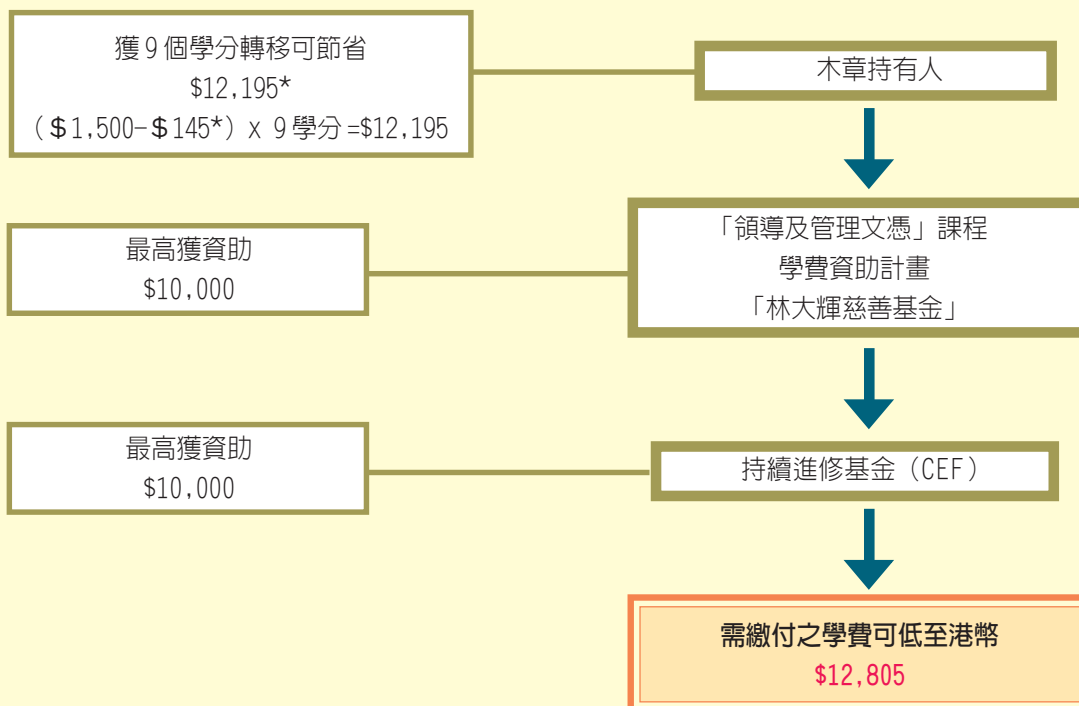 獲9個學分轉移可節省
$12,195*
（$1,500-$145*）x 9學分=$12,195
木章持有人
最高獲資助
$10,000
「領導及管理文憑」課程
學費資助計畫
「林大輝慈善基金」
最高獲資助
$10,000
持續進修基金（CEF）
需繳付之學費可低至港幣
$12,805